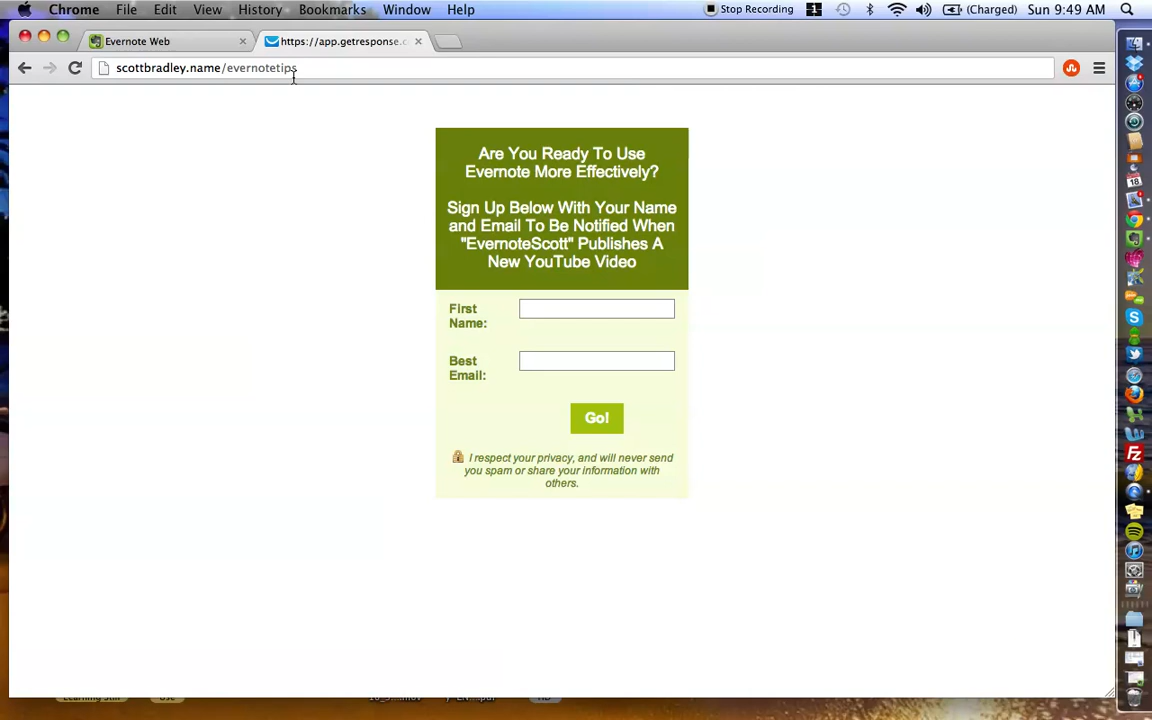 Chrome File Edit View History Bookmarks Window Help Stop Recording (Charged) Sun 9:49 AM
Evernote Web https://app.getresponse.c
scottbradley.name/evernotetips
Are You Ready To Use
Evernote More Effectively?
Sign Up Below With Your Name
and Email To Be Notified When
"EvernoteScott" Publishes A
New YouTube Video
First
Name:
Best
Email:
Go!
I respect your privacy, and will never send
you spam or share your information with
others.
18